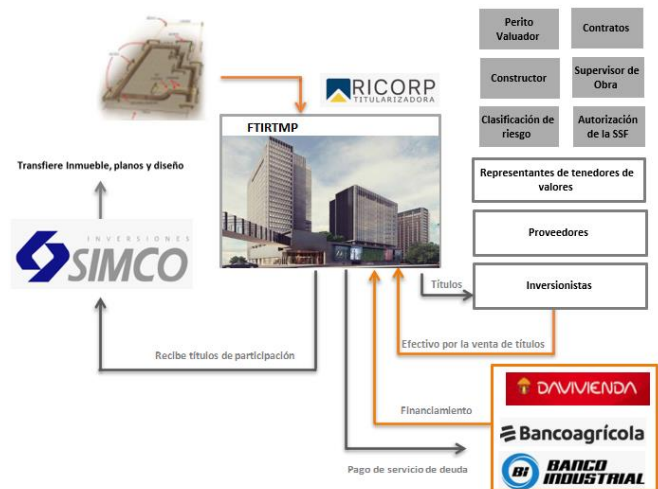 Perito
Valuador
Contratos
Constructor
Supervisor de
Obra
Clasificación de
riesgo
Autorización
de la SSF
RICORP
TITULARIZADORA
FTIRTMP
Transfiere Inmueble, planos y diseño
INVERSIONES
SIMCO
Representantes de tenedores de
valores
Proveedores
Inversionistas
Títulos
Efectivo por la venta de títulos
Recibe títulos de participación
Financiamiento
Pago de servicio de deuda
DAVIVIENDA
Bancoagrícola
Bi BANCO
INDUSTRIAL